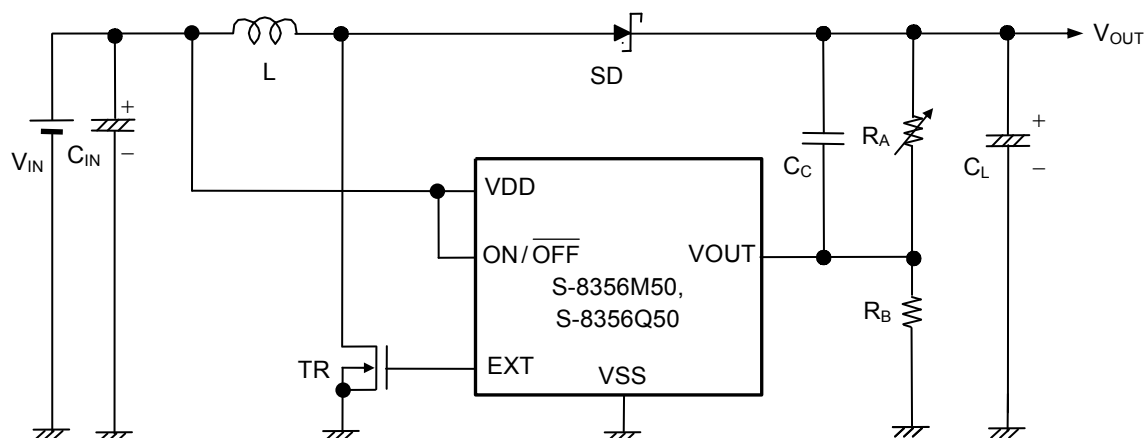 VOUT
L
SD
+
−
VIN
CIN
CC
RA
+
−
CL
VDD
ON/OFF
VOUT
S-8356M50,
S-8356Q50
RB
TR
EXT
VSS